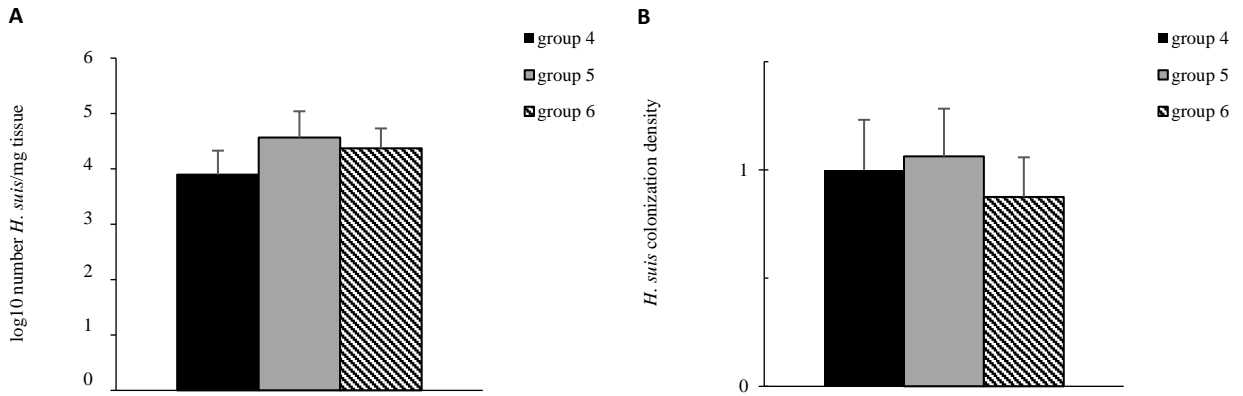 A
group 4
group 5
group 6
6
5
4
3
2
1
0
log10 number H. suis/mg tissue
B
group 4
group 5
group 6
1
0
H. suis colonization density